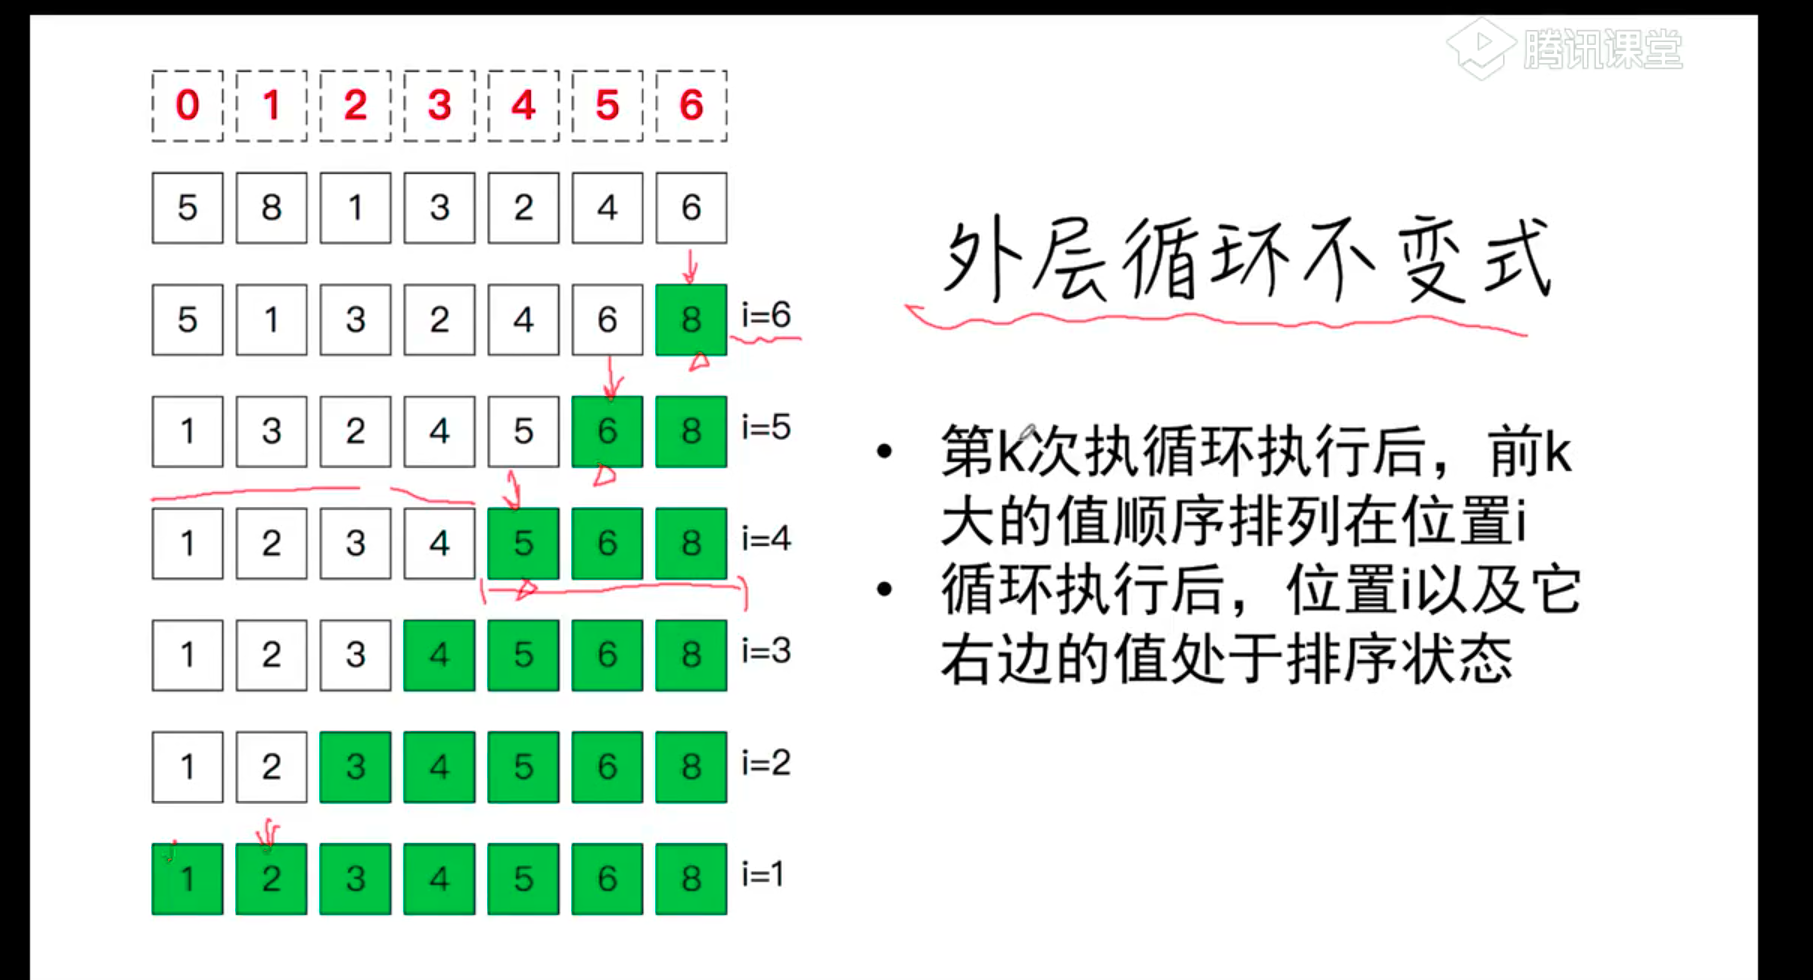 腾讯课堂
0 1 2 3 4 5 6
5 8 1 3 2 4 6
5 1 3 2 4 6 8 i=6
1 3 2 4 5 6 8 i=5
1 2 3 4 5 6 8 i=4
1 2 3 4 5 6 8 i=3
1 2 3 4 5 6 8 i=2
1 2 3 4 5 6 8 i=1
外层循环不变式
• 第k次执循环执行后，前k
大的值顺序排列在位置i
• 循环执行后，位置i以及它
右边的值处于排序状态